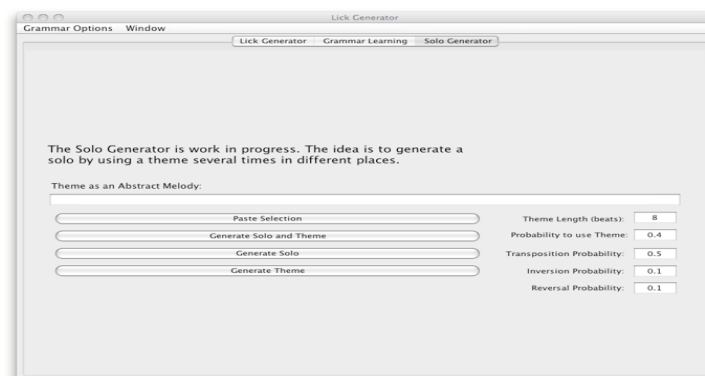 Lick Generator
Grammar Options Window
Lick Generator Grammar Learning Solo Generator
The Solo Generator is work in progress. The idea is to generate a
solo by using a theme several times in different places.
Theme as an Abstract Melody:
Paste Selection
Theme Length (beats): 8
Generate Solo and Theme
Probability to use Theme: 0.4
Generate Solo
Transposition Probability: 0.5
Generate Theme
Inversion Probability: 0.1
Reversal Probability: 0.1